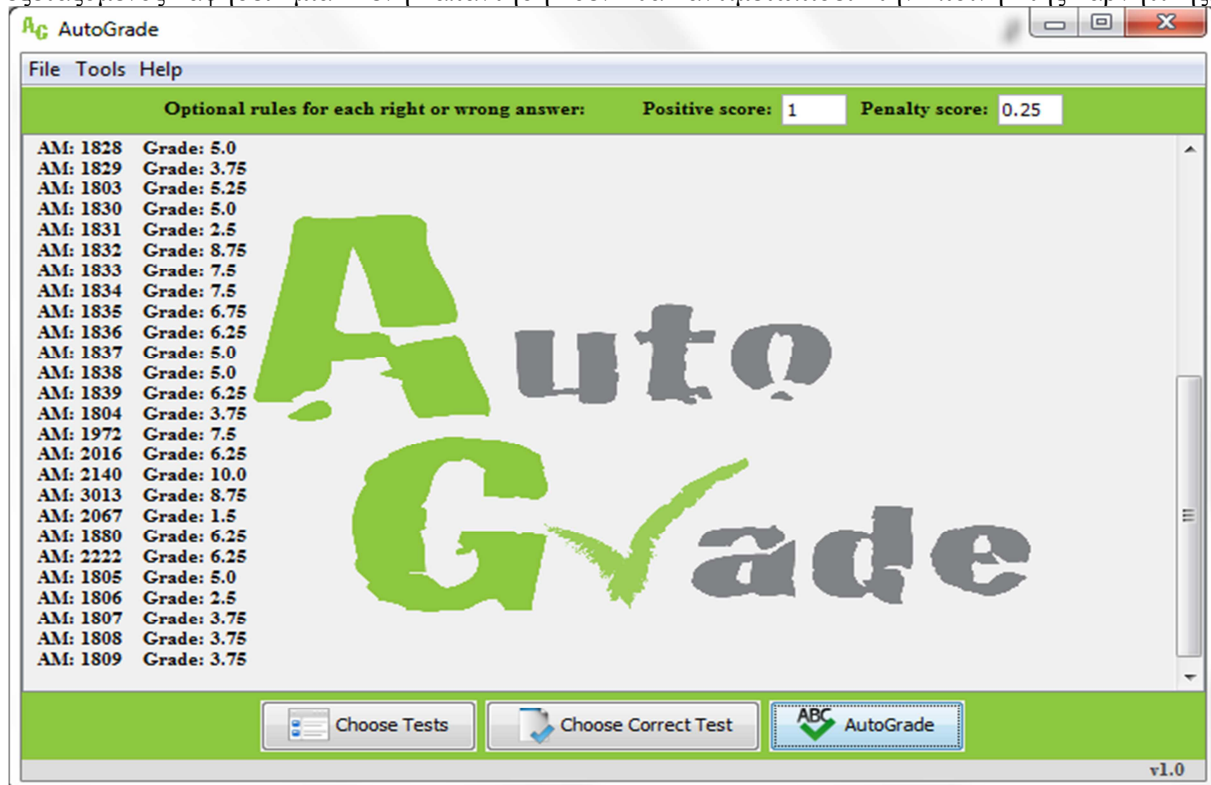 AG AutoGrade
File Tools Help
Optional rules for each right or wrong answer: Positive score: 1 Penalty score: 0.25
AM: 1828 Grade: 5.0
AM: 1829 Grade: 3.75
AM: 1803 Grade: 5.25
AM: 1830 Grade: 5.0
AM: 1831 Grade: 2.5
AM: 1832 Grade: 8.75
AM: 1833 Grade: 7.5
AM: 1834 Grade: 7.5
AM: 1835 Grade: 6.75
AM: 1836 Grade: 6.25
AM: 1837 Grade: 5.0
AM: 1838 Grade: 5.0
AM: 1839 Grade: 6.25
AM: 1804 Grade: 3.75
AM: 1972 Grade: 7.5
AM: 2016 Grade: 6.25
AM: 2140 Grade: 10.0
AM: 3013 Grade: 8.75
AM: 2067 Grade: 1.5
AM: 1880 Grade: 6.25
AM: 2222 Grade: 6.25
AM: 1805 Grade: 5.0
AM: 1806 Grade: 2.5
AM: 1807 Grade: 3.75
AM: 1808 Grade: 3.75
AM: 1809 Grade: 3.75
Auto
Grade
Choose Tests Choose Correct Test ABC AutoGrade
v1.0